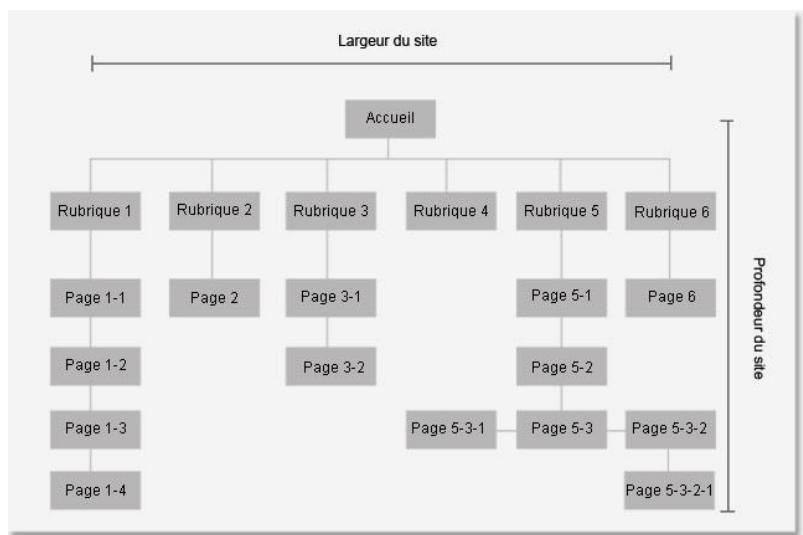 Largeur du site
Accueil
Rubrique 1
Rubrique 2
Rubrique 3
Rubrique 4
Rubrique 5
Rubrique 6
Page 1-1
Page 2
Page 3-1
Page 5-1
Page 6
Page 1-2
Page 3-2
Page 5-2
Page 1-3
Page 5-3-1
Page 5-3
Page 5-3-2
Page 1-4
Page 5-3-2-1
Profondeur du site